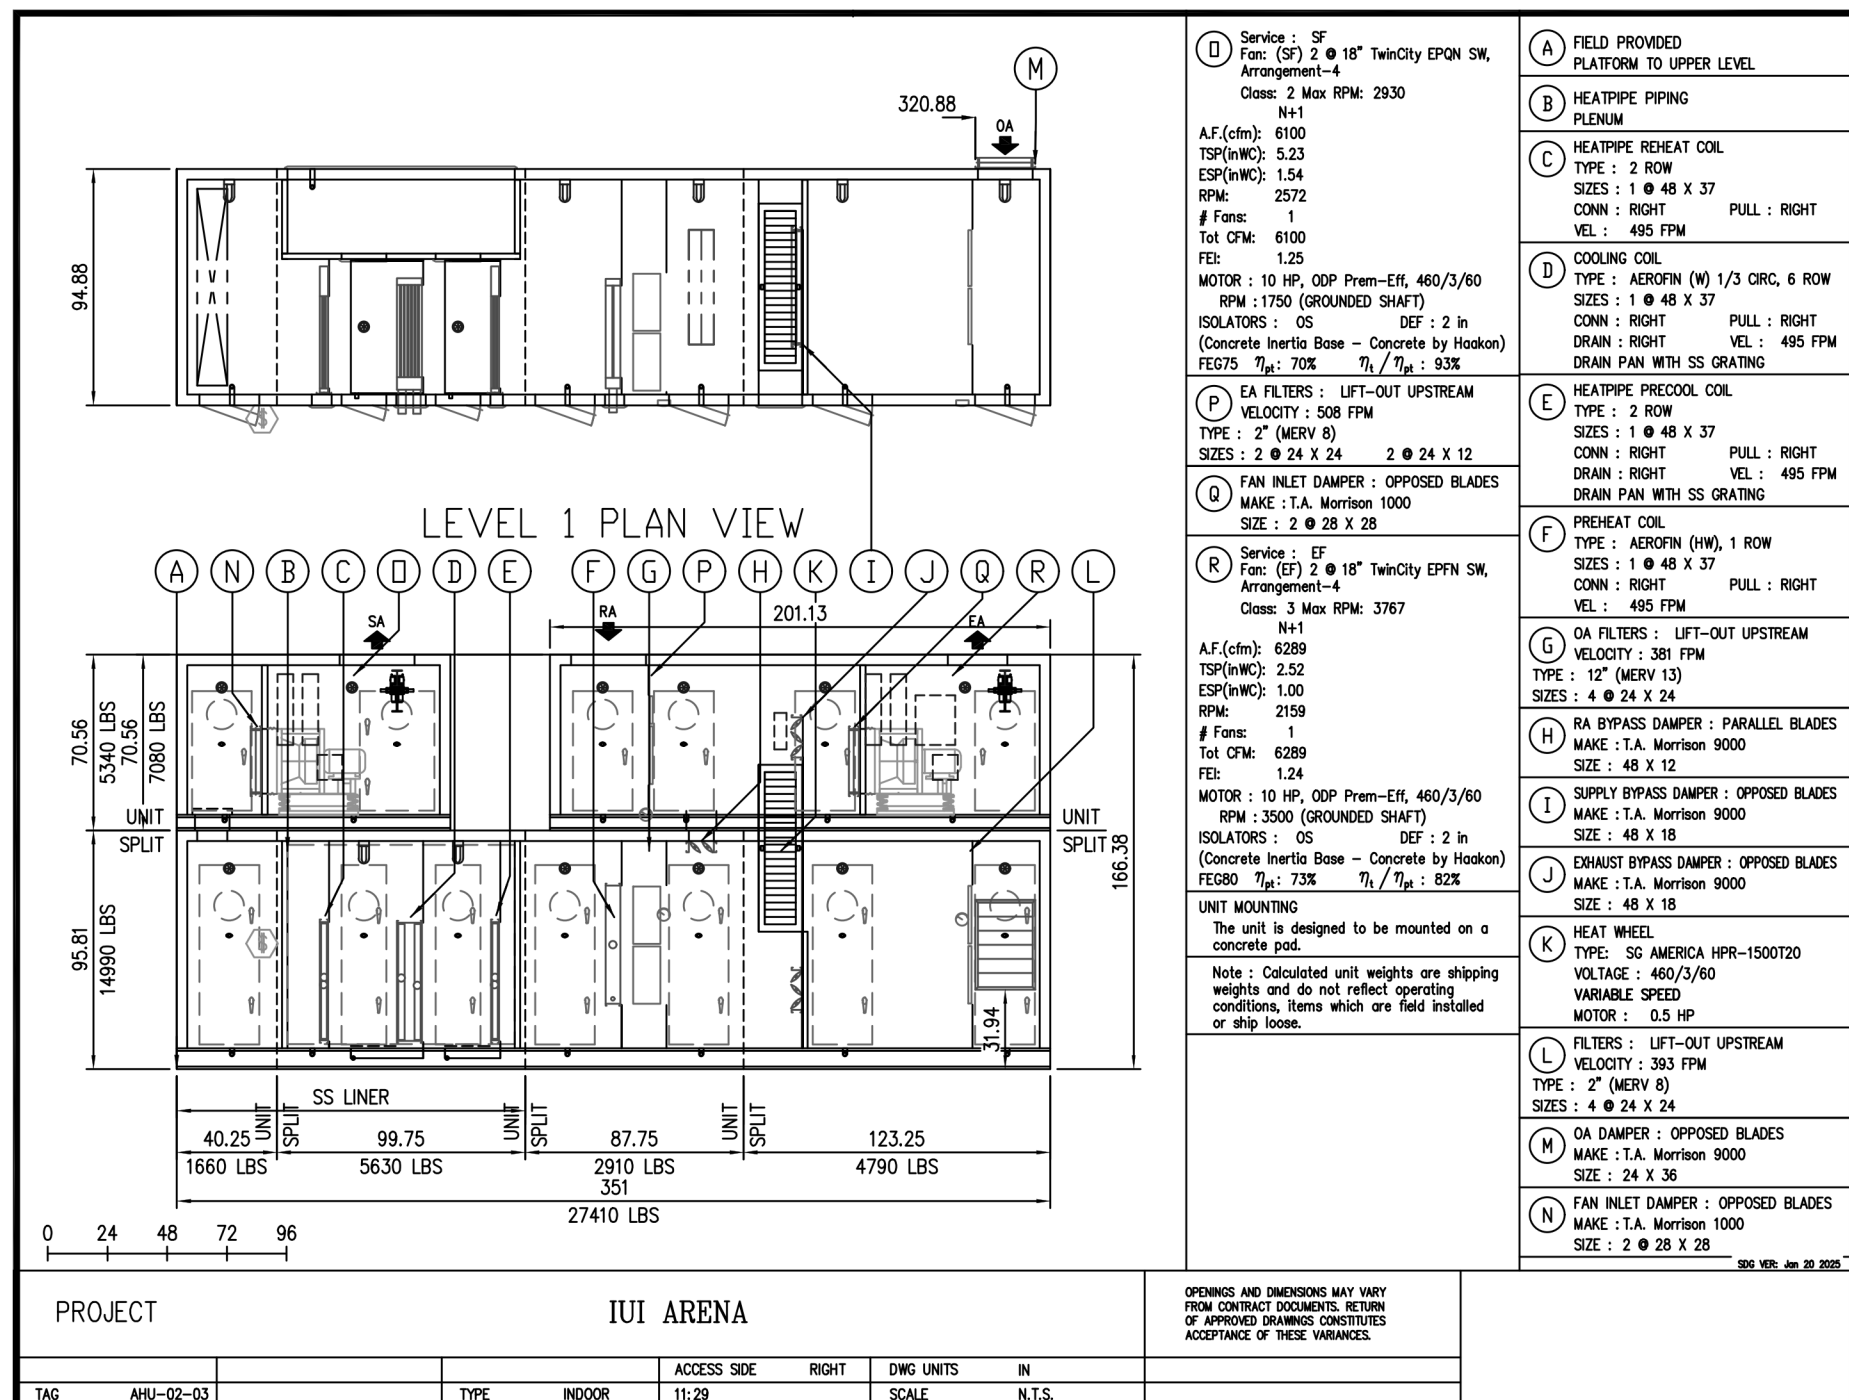 M
320.88
OA
94.88
LEVEL 1 PLAN VIEW
A N B C O D E F G P H K I J Q R L
SA
RA
201.13
EA
70.56
5340 LBS
70.56
7080 LBS
UNIT
SPLIT
UNIT
SPLIT
166.38
95.81
14990 LBS
31.94
SS LINER
UNIT
SPLIT
UNIT
SPLIT
UNIT
SPLIT
40.25
99.75
87.75
123.25
1660 LBS
5630 LBS
2910 LBS
4790 LBS
351
27410 LBS
0 24 48 72 96
O
Service : SF
Fan: (SF) 2 @ 18" TwinCity EPQN SW,
Arrangement-4
Class: 2 Max RPM: 2930
N+1
A.F.(cfm): 6100
TSP(inWC): 5.23
ESP(inWC): 1.54
RPM: 2572
# Fans: 1
Tot CFM: 6100
FEI: 1.25
MOTOR : 10 HP, ODP Prem-Eff, 460/3/60
RPM : 1750 (GROUNDED SHAFT)
ISOLATORS : OS DEF : 2 in
(Concrete Inertia Base - Concrete by Haakon)
FEG75 ηpt: 70% ηt / ηpt : 93%
P
EA FILTERS : LIFT-OUT UPSTREAM
VELOCITY : 508 FPM
TYPE : 2" (MERV 8)
SIZES : 2 @ 24 X 24 2 @ 24 X 12
Q
FAN INLET DAMPER : OPPOSED BLADES
MAKE : T.A. Morrison 1000
SIZE : 2 @ 28 X 28
R
Service : EF
Fan: (EF) 2 @ 18" TwinCity EPFN SW,
Arrangement-4
Class: 3 Max RPM: 3767
N+1
A.F.(cfm): 6289
TSP(inWC): 2.52
ESP(inWC): 1.00
RPM: 2159
# Fans: 1
Tot CFM: 6289
FEI: 1.24
MOTOR : 10 HP, ODP Prem-Eff, 460/3/60
RPM : 3500 (GROUNDED SHAFT)
ISOLATORS : OS DEF : 2 in
(Concrete Inertia Base - Concrete by Haakon)
FEG80 ηpt: 73% ηt / ηpt : 82%
UNIT MOUNTING
The unit is designed to be mounted on a
concrete pad.
Note : Calculated unit weights are shipping
weights and do not reflect operating
conditions, items which are field installed
or ship loose.
A
FIELD PROVIDED
PLATFORM TO UPPER LEVEL
B
HEATPIPE PIPING
PLENUM
C
HEATPIPE REHEAT COIL
TYPE : 2 ROW
SIZES : 1 @ 48 X 37
CONN : RIGHT PULL : RIGHT
VEL : 495 FPM
D
COOLING COIL
TYPE : AEROFIN (W) 1/3 CIRC, 6 ROW
SIZES : 1 @ 48 X 37
CONN : RIGHT PULL : RIGHT
DRAIN : RIGHT VEL : 495 FPM
DRAIN PAN WITH SS GRATING
E
HEATPIPE PRECOOL COIL
TYPE : 2 ROW
SIZES : 1 @ 48 X 37
CONN : RIGHT PULL : RIGHT
DRAIN : RIGHT VEL : 495 FPM
DRAIN PAN WITH SS GRATING
F
PREHEAT COIL
TYPE : AEROFIN (HW), 1 ROW
SIZES : 1 @ 48 X 37
CONN : RIGHT PULL : RIGHT
VEL : 495 FPM
G
OA FILTERS : LIFT-OUT UPSTREAM
VELOCITY : 381 FPM
TYPE : 12" (MERV 13)
SIZES : 4 @ 24 X 24
H
RA BYPASS DAMPER : PARALLEL BLADES
MAKE : T.A. Morrison 9000
SIZE : 48 X 12
I
SUPPLY BYPASS DAMPER : OPPOSED BLADES
MAKE : T.A. Morrison 9000
SIZE : 48 X 18
J
EXHAUST BYPASS DAMPER : OPPOSED BLADES
MAKE : T.A. Morrison 9000
SIZE : 48 X 18
K
HEAT WHEEL
TYPE: SG AMERICA HPR-1500T20
VOLTAGE : 460/3/60
VARIABLE SPEED
MOTOR : 0.5 HP
L
FILTERS : LIFT-OUT UPSTREAM
VELOCITY : 393 FPM
TYPE : 2" (MERV 8)
SIZES : 4 @ 24 X 24
M
OA DAMPER : OPPOSED BLADES
MAKE : T.A. Morrison 9000
SIZE : 24 X 36
N
FAN INLET DAMPER : OPPOSED BLADES
MAKE : T.A. Morrison 1000
SIZE : 2 @ 28 X 28
SDG VER: Jan 20 2025
PROJECT
IUI ARENA
OPENINGS AND DIMENSIONS MAY VARY
FROM CONTRACT DOCUMENTS. RETURN
OF APPROVED DRAWINGS CONSTITUTES
ACCEPTANCE OF THESE VARIANCES.
ACCESS SIDE RIGHT DWG UNITS IN
TAG AHU-02-03 TYPE INDOOR 11:29 SCALE N.T.S.